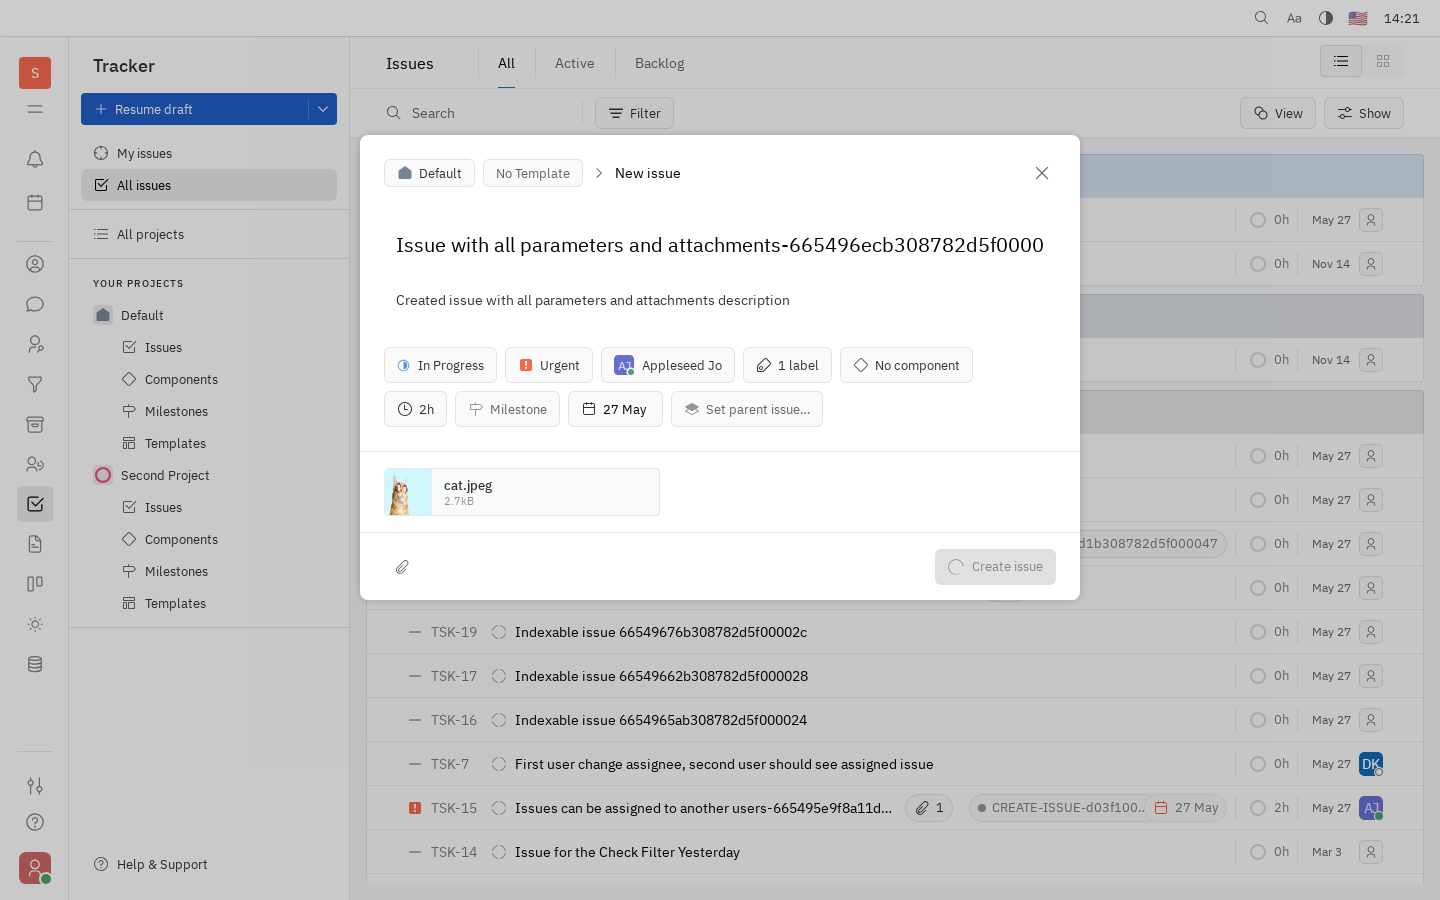 Aa 14:21
S
Tracker
Resume draft
My issues
All issues
All projects
YOUR PROJECTS
Default
Issues
Components
Milestones
Templates
Second Project
Issues
Components
Milestones
Templates
Help & Support
Issues All Active Backlog
Search Filter View Show
Default No Template New issue
Issue with all parameters and attachments-665496ecb308782d5f0000
Created issue with all parameters and attachments description
In Progress Urgent AJ Appleseed Jo 1 label No component
2h Milestone 27 May Set parent issue...
cat.jpeg
2.7kB
Create issue
0h May 27
0h Nov 14
0h Nov 14
0h May 27
0h May 27
d1b308782d5f000047 0h May 27
0h May 27
TSK-19 Indexable issue 66549676b308782d5f00002c 0h May 27
TSK-17 Indexable issue 66549662b308782d5f000028 0h May 27
TSK-16 Indexable issue 6654965ab308782d5f000024 0h May 27
TSK-7 First user change assignee, second user should see assigned issue 0h May 27 DK
TSK-15 Issues can be assigned to another users-665495e9f8a11d... 1 CREATE-ISSUE-d03f100... 27 May 2h May 27 AJ
TSK-14 Issue for the Check Filter Yesterday 0h Mar 3